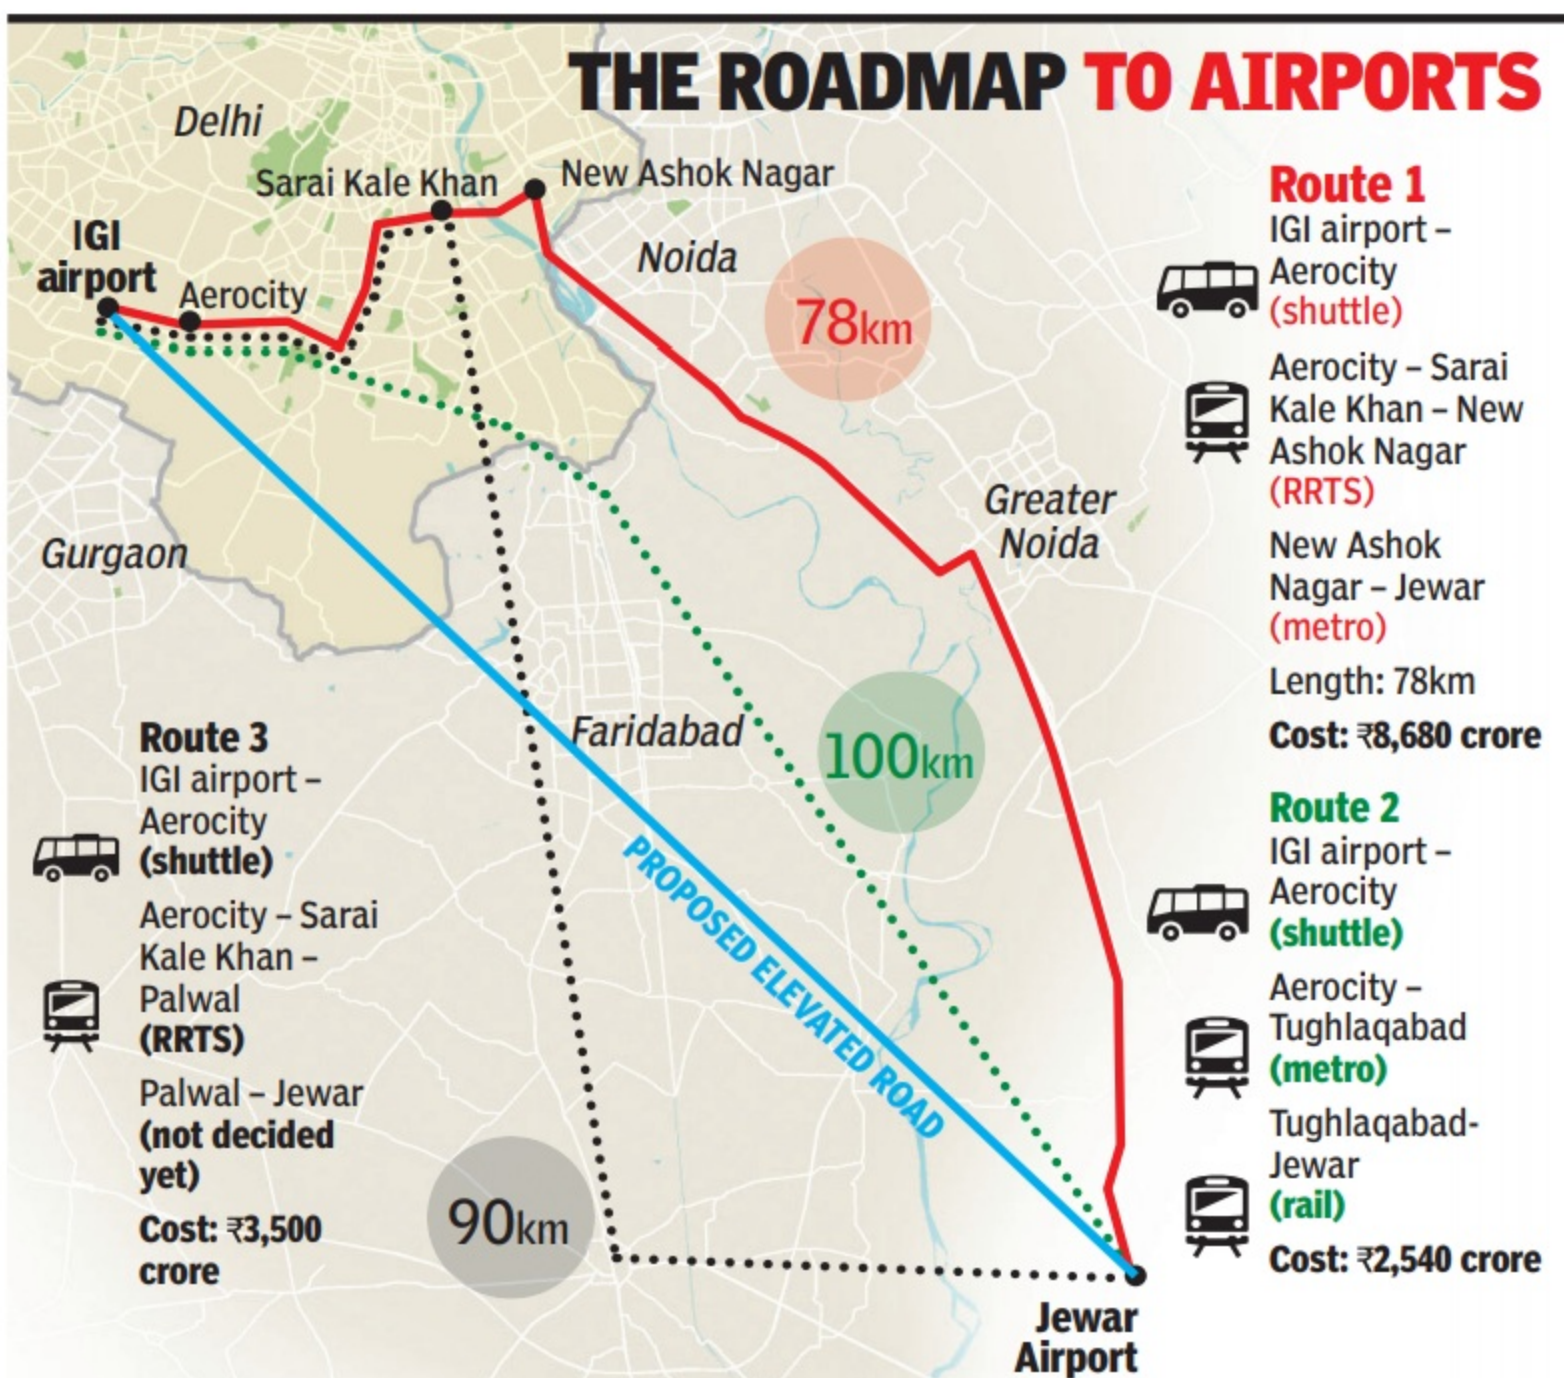 THE ROADMAP TO AIRPORTS
Delhi
Sarai Kale Khan
New Ashok Nagar
IGI
airport
Aerocity
Noida
78km
Greater
Noida
Gurgaon
Faridabad
100km
PROPOSED ELEVATED ROAD
90km
Jewar
Airport
Route 1
IGI airport –
Aerocity
(shuttle)
Aerocity – Sarai
Kale Khan – New
Ashok Nagar
(RRTS)
New Ashok
Nagar – Jewar
(metro)
Length: 78km
Cost: ₹8,680 crore
Route 2
IGI airport –
Aerocity
(shuttle)
Aerocity –
Tughlaqabad
(metro)
Tughlaqabad-
Jewar
(rail)
Cost: ₹2,540 crore
Route 3
IGI airport –
Aerocity
(shuttle)
Aerocity – Sarai
Kale Khan –
Palwal
(RRTS)
Palwal – Jewar
(not decided
yet)
Cost: ₹3,500
crore